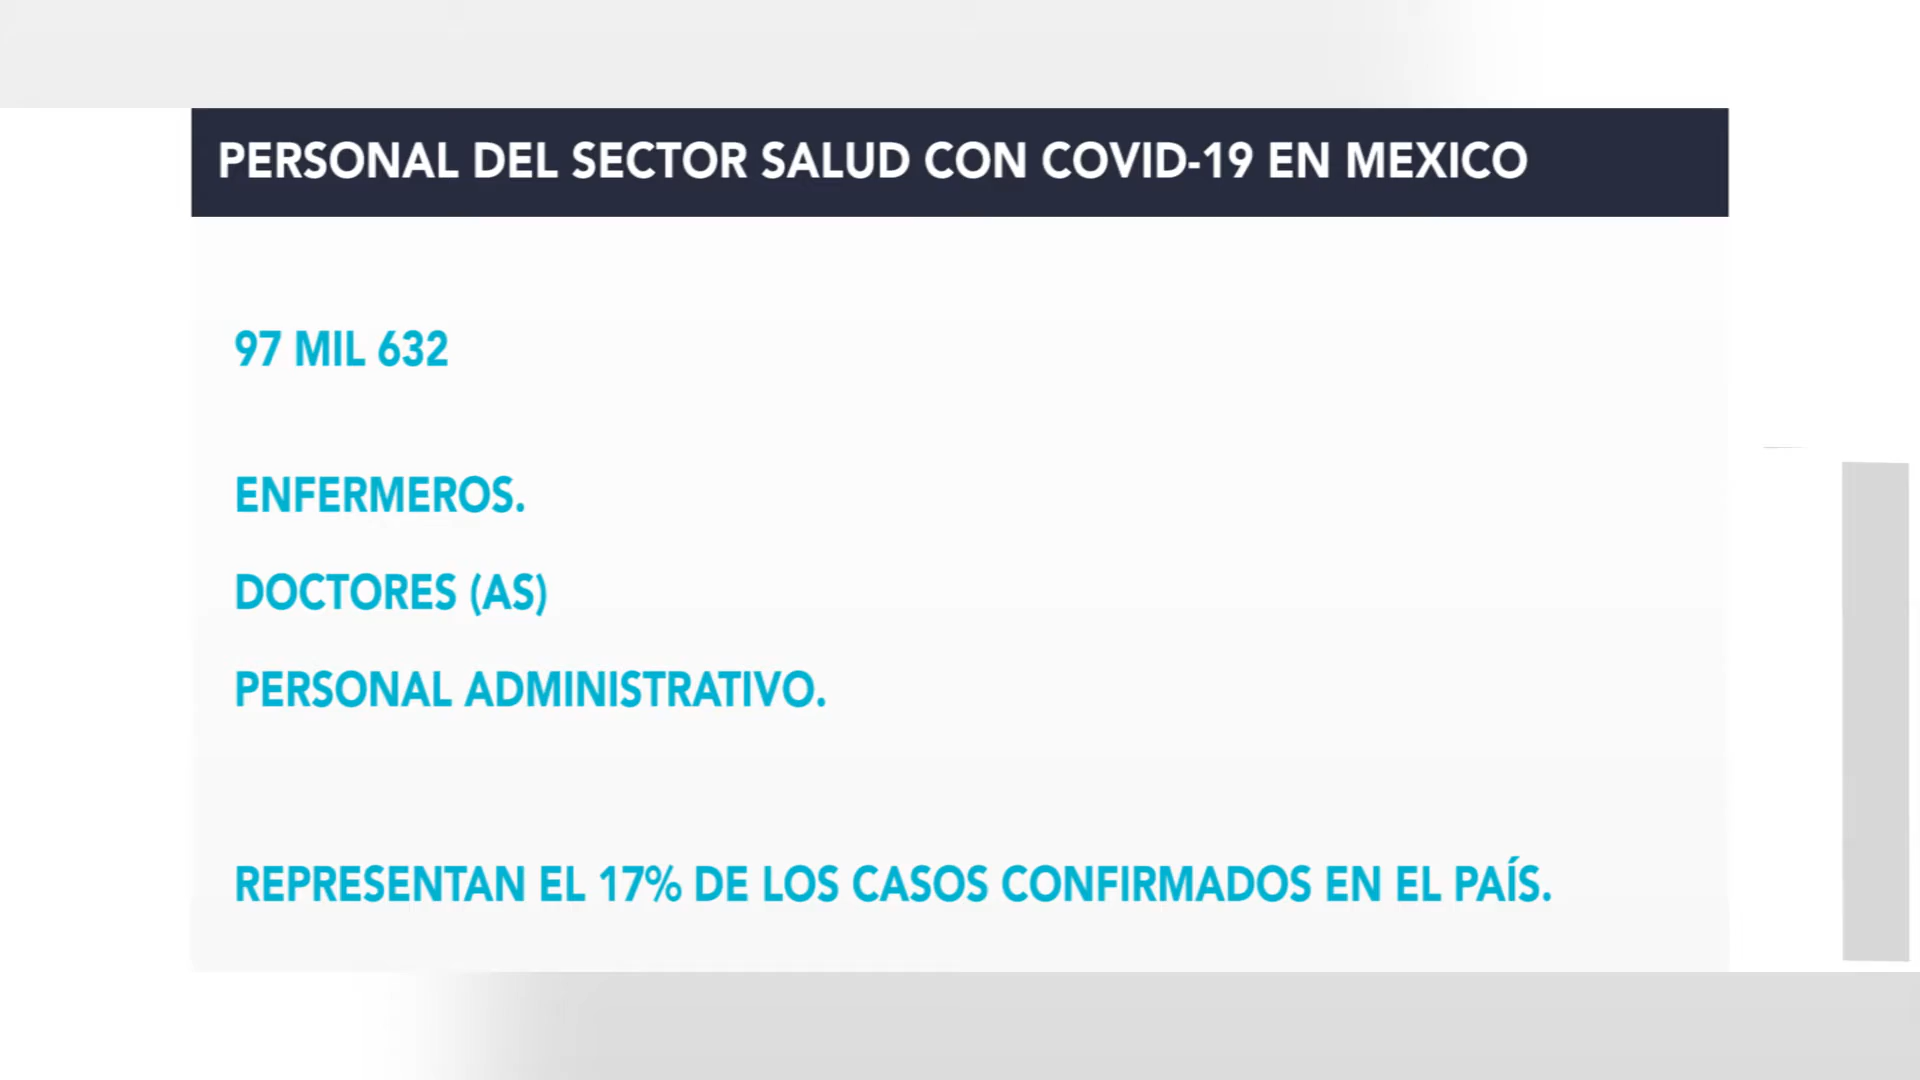 PERSONAL DEL SECTOR SALUD CON COVID-19 EN MEXICO
97 MIL 632
ENFERMEROS.
DOCTORES (AS)
PERSONAL ADMINISTRATIVO.
REPRESENTAN EL 17% DE LOS CASOS CONFIRMADOS EN EL PAÍS.